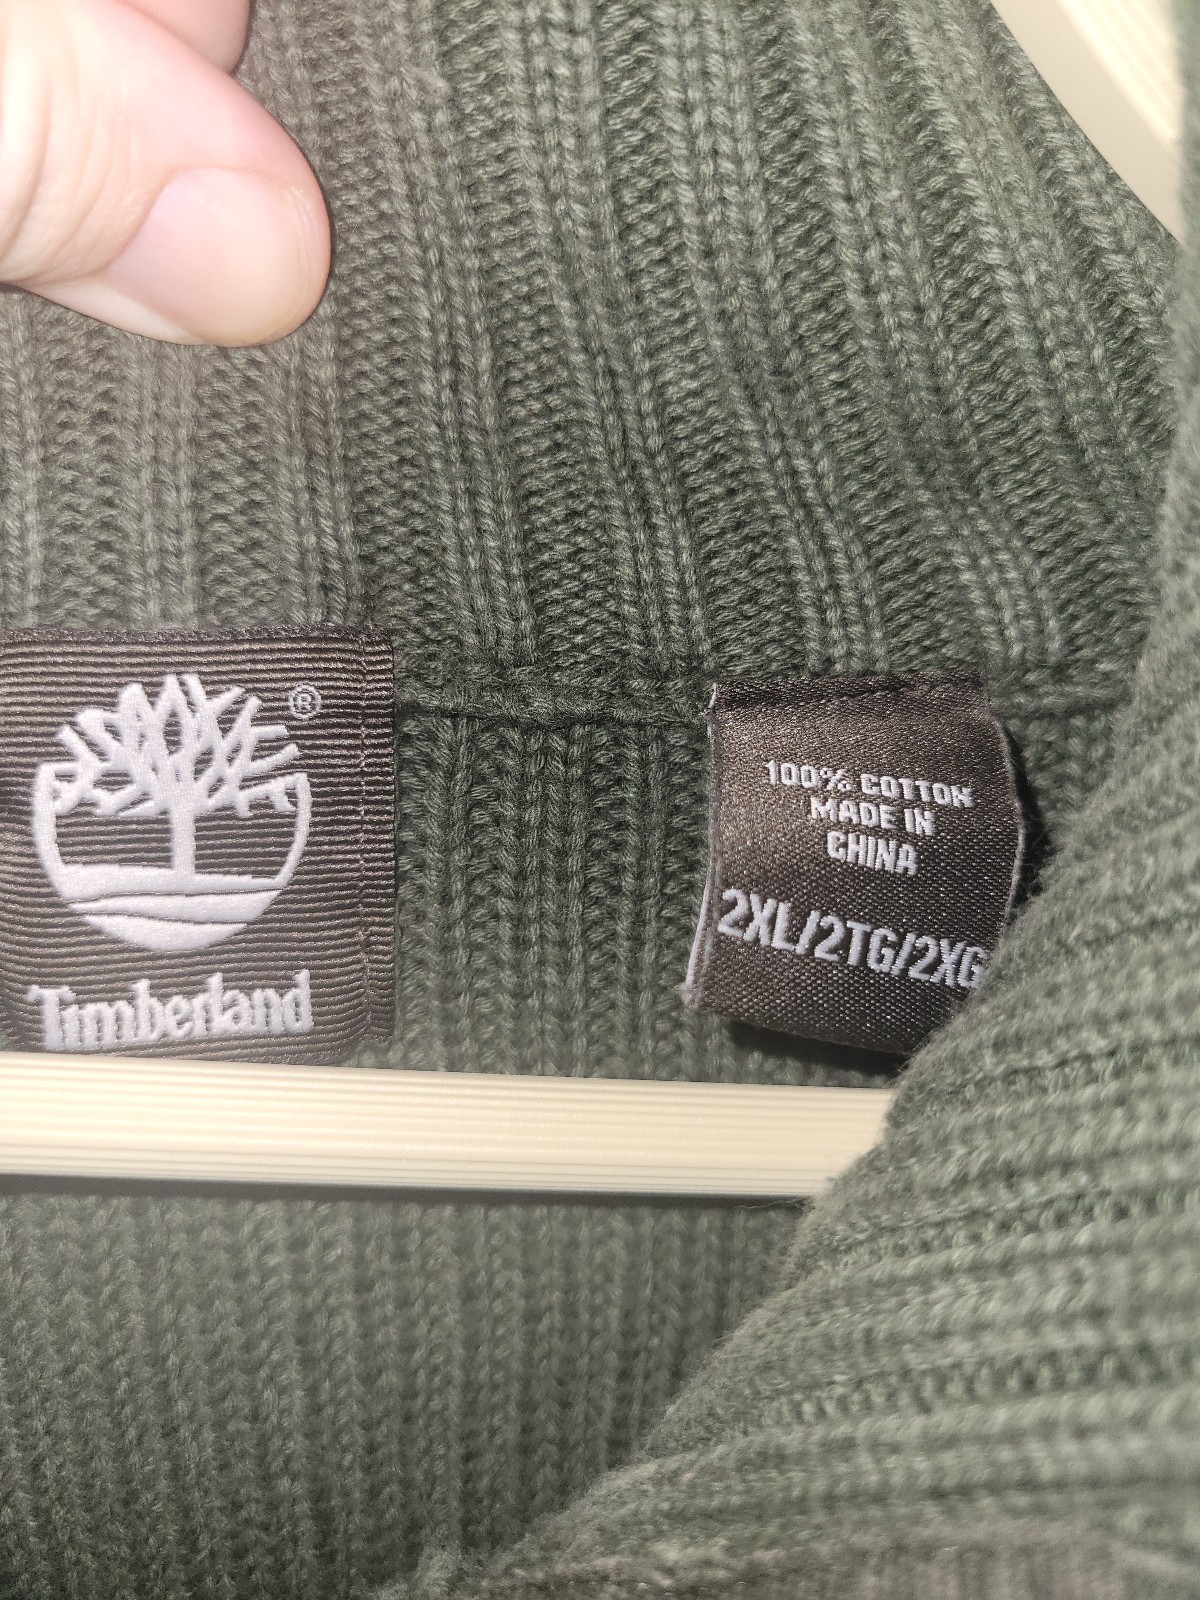 ®
Timberland
100% COTTON
MADE IN
CHINA
2XL/2TG/2XG